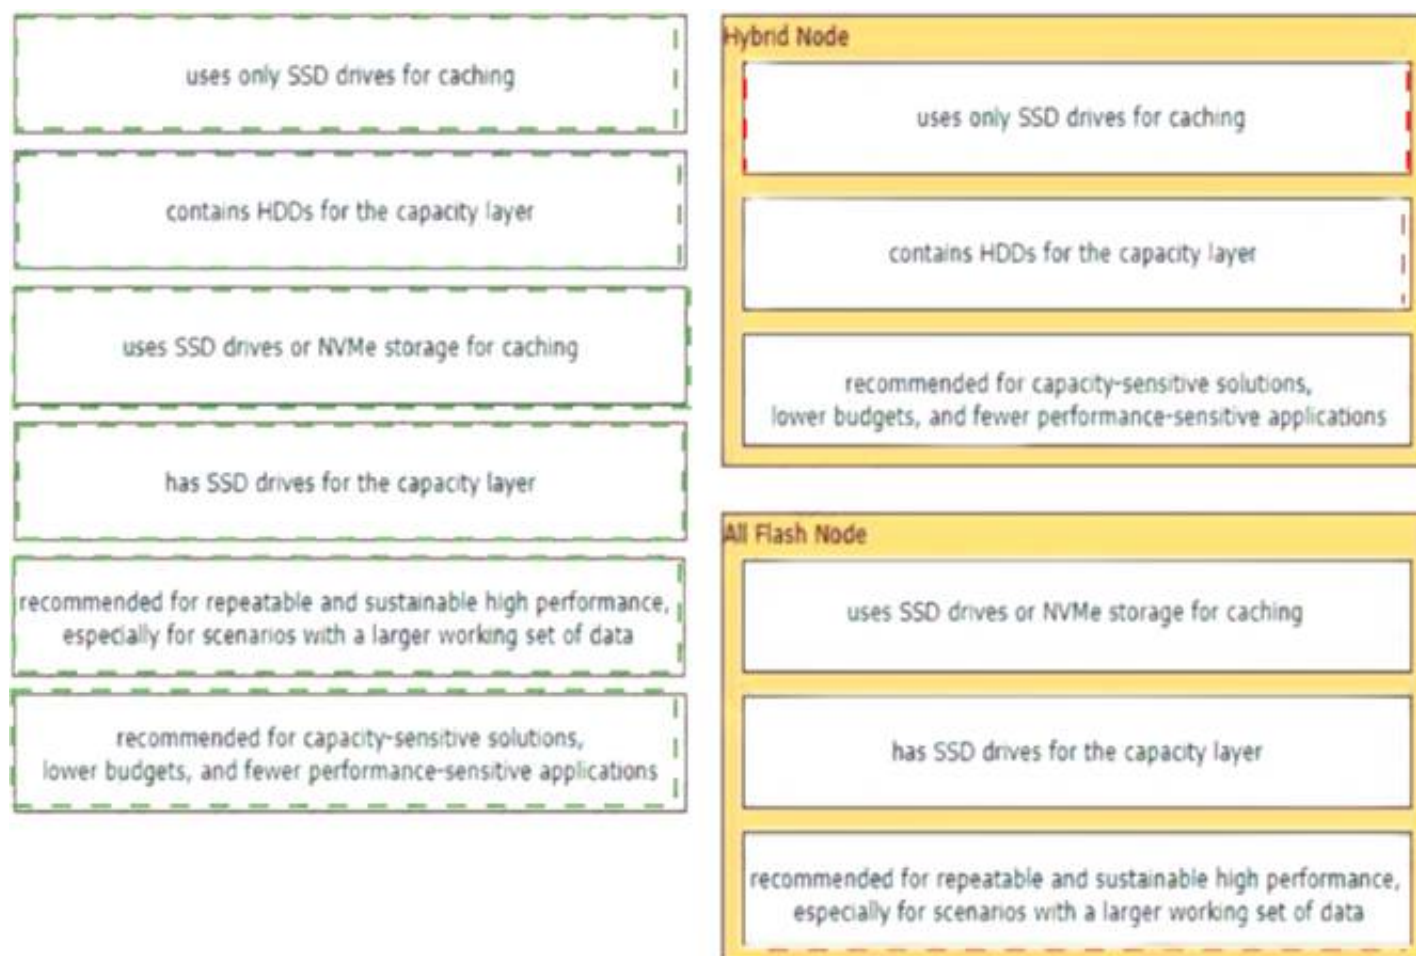 uses only SSD drives for caching
contains HDDs for the capacity layer
uses SSD drives or NVMe storage for caching
has SSD drives for the capacity layer
recommended for repeatable and sustainable high performance,
especially for scenarios with a larger working set of data
recommended for capacity-sensitive solutions,
lower budgets, and fewer performance-sensitive applications
Hybrid Node
uses only SSD drives for caching
contains HDDs for the capacity layer
recommended for capacity-sensitive solutions,
lower budgets, and fewer performance-sensitive applications
All Flash Node
uses SSD drives or NVMe storage for caching
has SSD drives for the capacity layer
recommended for repeatable and sustainable high performance,
especially for scenarios with a larger working set of data